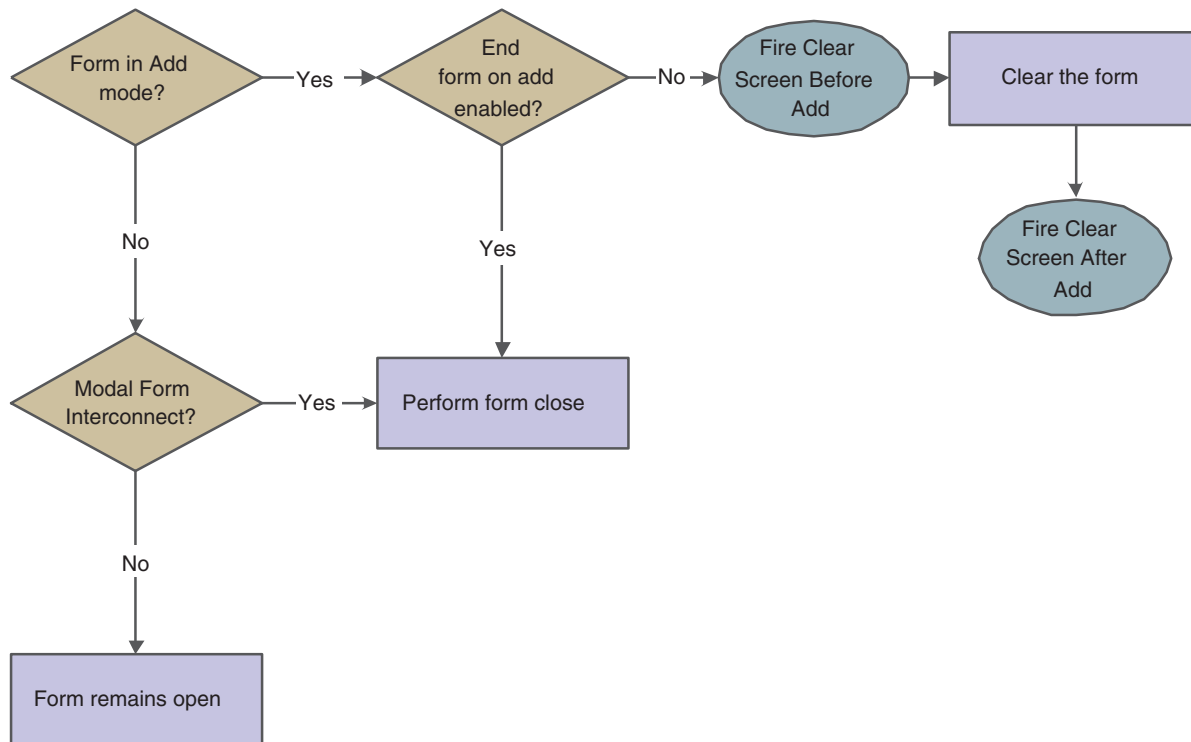 Form in Add
mode?
Yes
End
form on add
enabled?
No
Fire Clear
Screen Before
Add
Clear the form
No
Yes
Fire Clear
Screen After
Add
Modal Form
Interconnect?
Yes
Perform form close
No
Form remains open